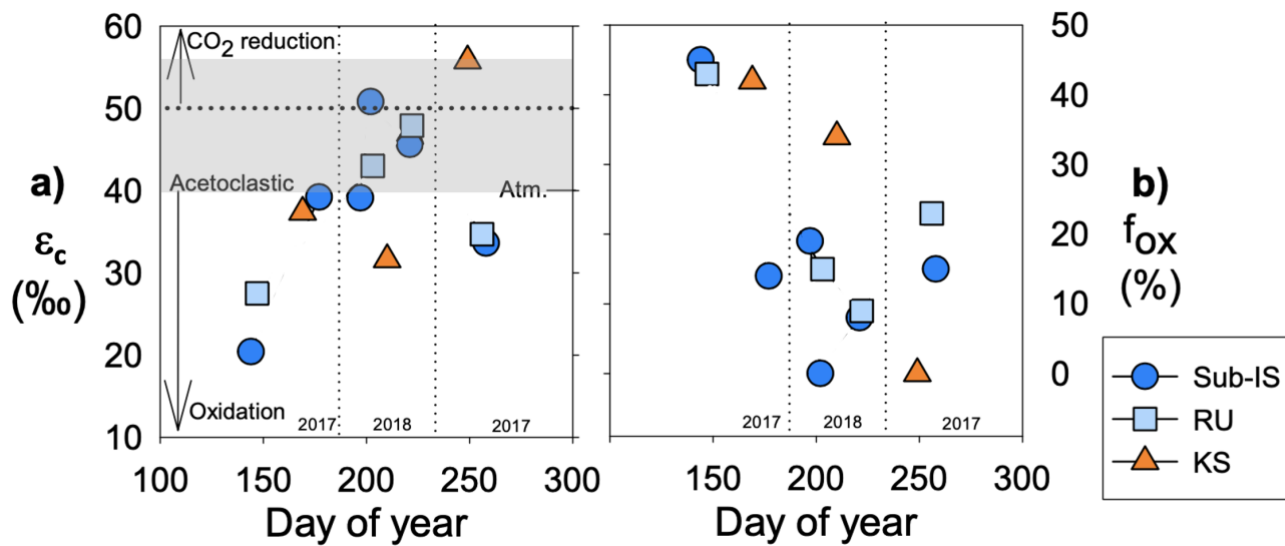 60
50
40
30
20
10
CO2 reduction
Acetoclastic
Atm.
Oxidation
2017
2018
2017
a)
εc
(‰)
100
150
200
250
300
Day of year
50
40
30
20
10
0
2017
2018
2017
150
200
250
300
Day of year
b)
fOX
(%)
Sub-IS
RU
KS